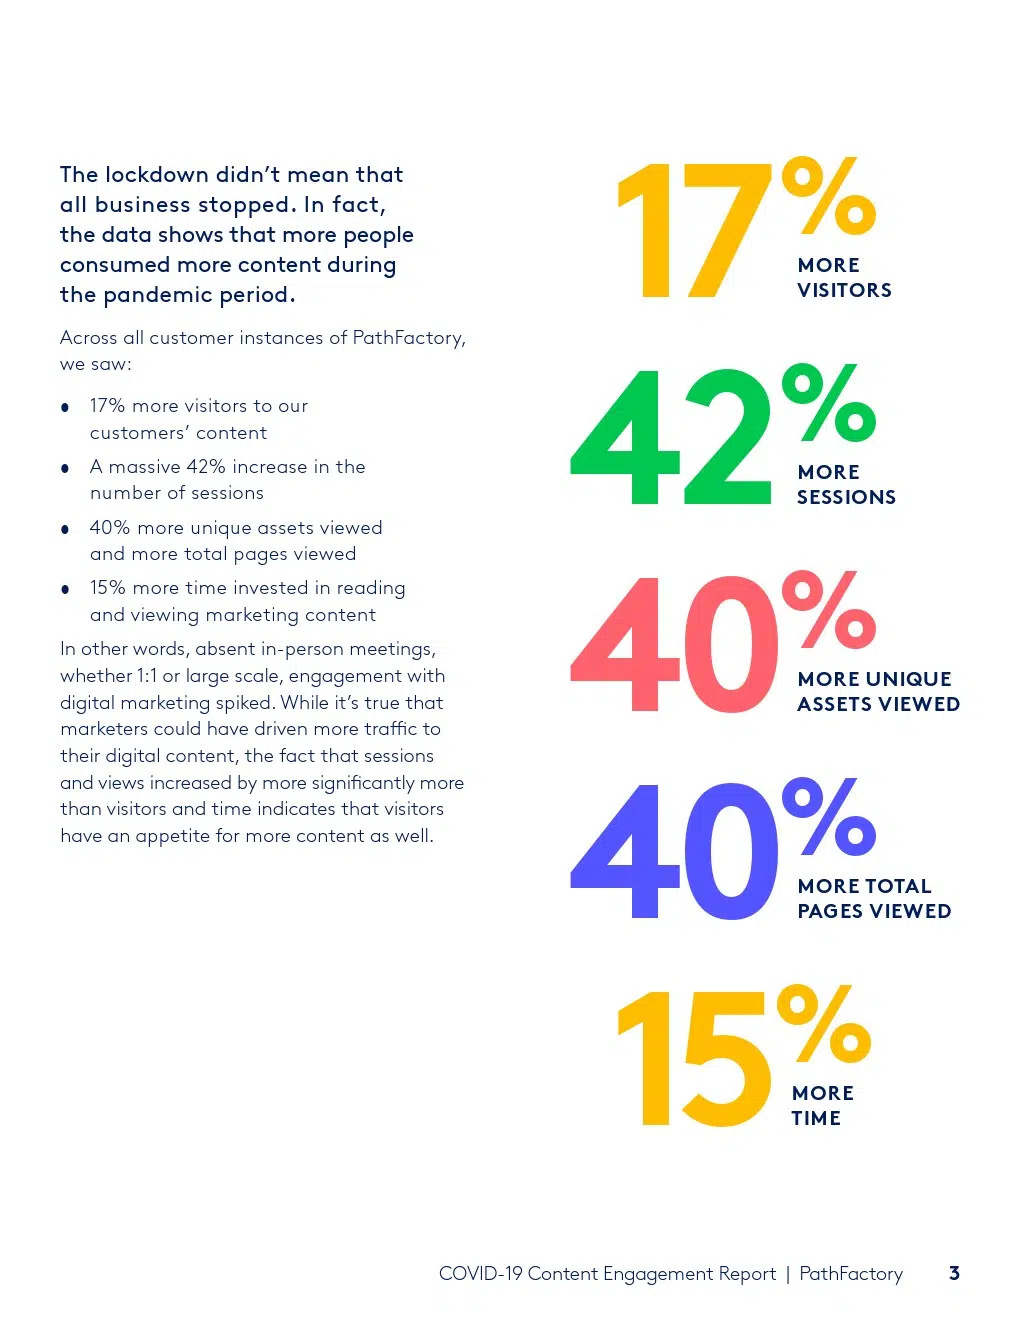 The lockdown didn’t mean that
all business stopped. In fact,
the data shows that more people
consumed more content during
the pandemic period.
Across all customer instances of PathFactory,
we saw:
• 17% more visitors to our
customers’ content
• A massive 42% increase in the
number of sessions
• 40% more unique assets viewed
and more total pages viewed
• 15% more time invested in reading
and viewing marketing content
In other words, absent in-person meetings,
whether 1:1 or large scale, engagement with
digital marketing spiked. While it’s true that
marketers could have driven more traffic to
their digital content, the fact that sessions
and views increased by more significantly more
than visitors and time indicates that visitors
have an appetite for more content as well.
17%
MORE
VISITORS
42%
MORE
SESSIONS
40%
MORE UNIQUE
ASSETS VIEWED
40%
MORE TOTAL
PAGES VIEWED
15%
MORE
TIME
COVID-19 Content Engagement Report | PathFactory 3